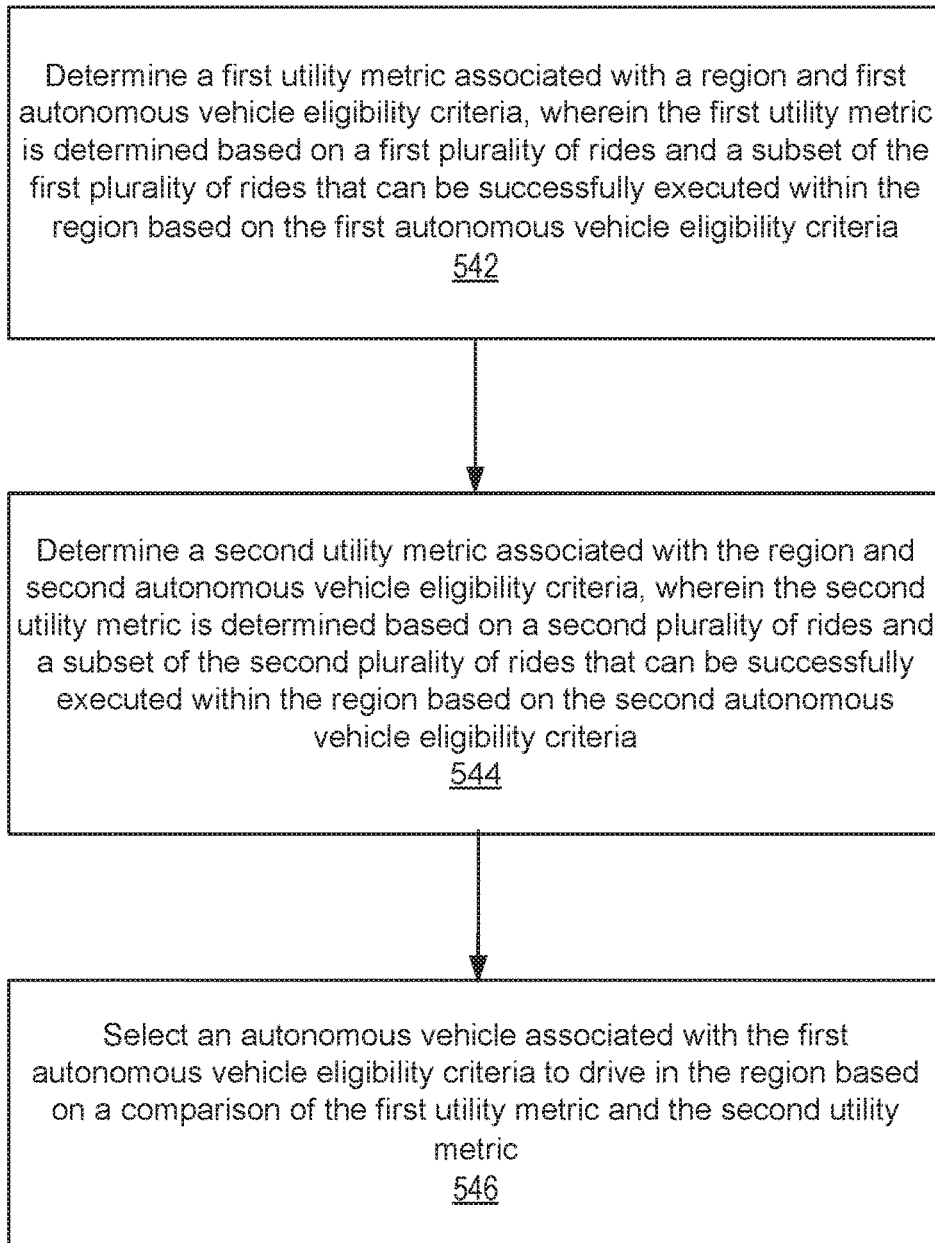 Determine a first utility metric associated with a region and first
autonomous vehicle eligibility criteria, wherein the first utility metric
is determined based on a first plurality of rides and a subset of the
first plurality of rides that can be successfully executed within the
region based on the first autonomous vehicle eligibility criteria
542
Determine a second utility metric associated with the region and
second autonomous vehicle eligibility criteria, wherein the second
utility metric is determined based on a second plurality of rides and
a subset of the second plurality of rides that can be successfully
executed within the region based on the second autonomous
vehicle eligibility criteria
544
Select an autonomous vehicle associated with the first
autonomous vehicle eligibility criteria to drive in the region based
on a comparison of the first utility metric and the second utility
metric
546